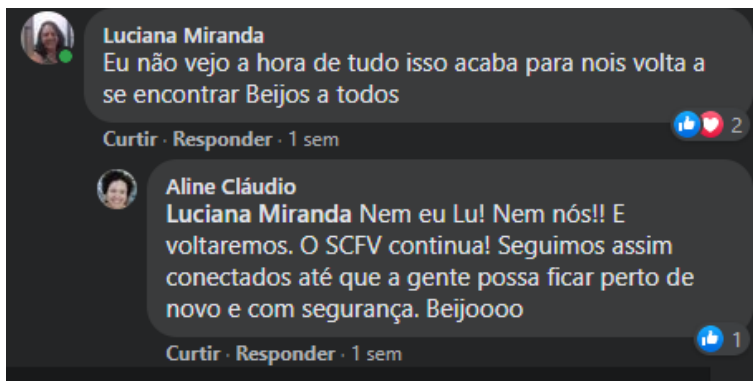 Luciana Miranda
Eu não vejo a hora de tudo isso acaba para nois volta a
se encontrar Beijos a todos
2
Curtir · Responder · 1 sem
Aline Cláudio
Luciana Miranda Nem eu Lu! Nem nós!! E
voltaremos. O SCFV continua! Seguimos assim
conectados até que a gente possa ficar perto de
novo e com segurança. Beijoooo
1
Curtir · Responder · 1 sem